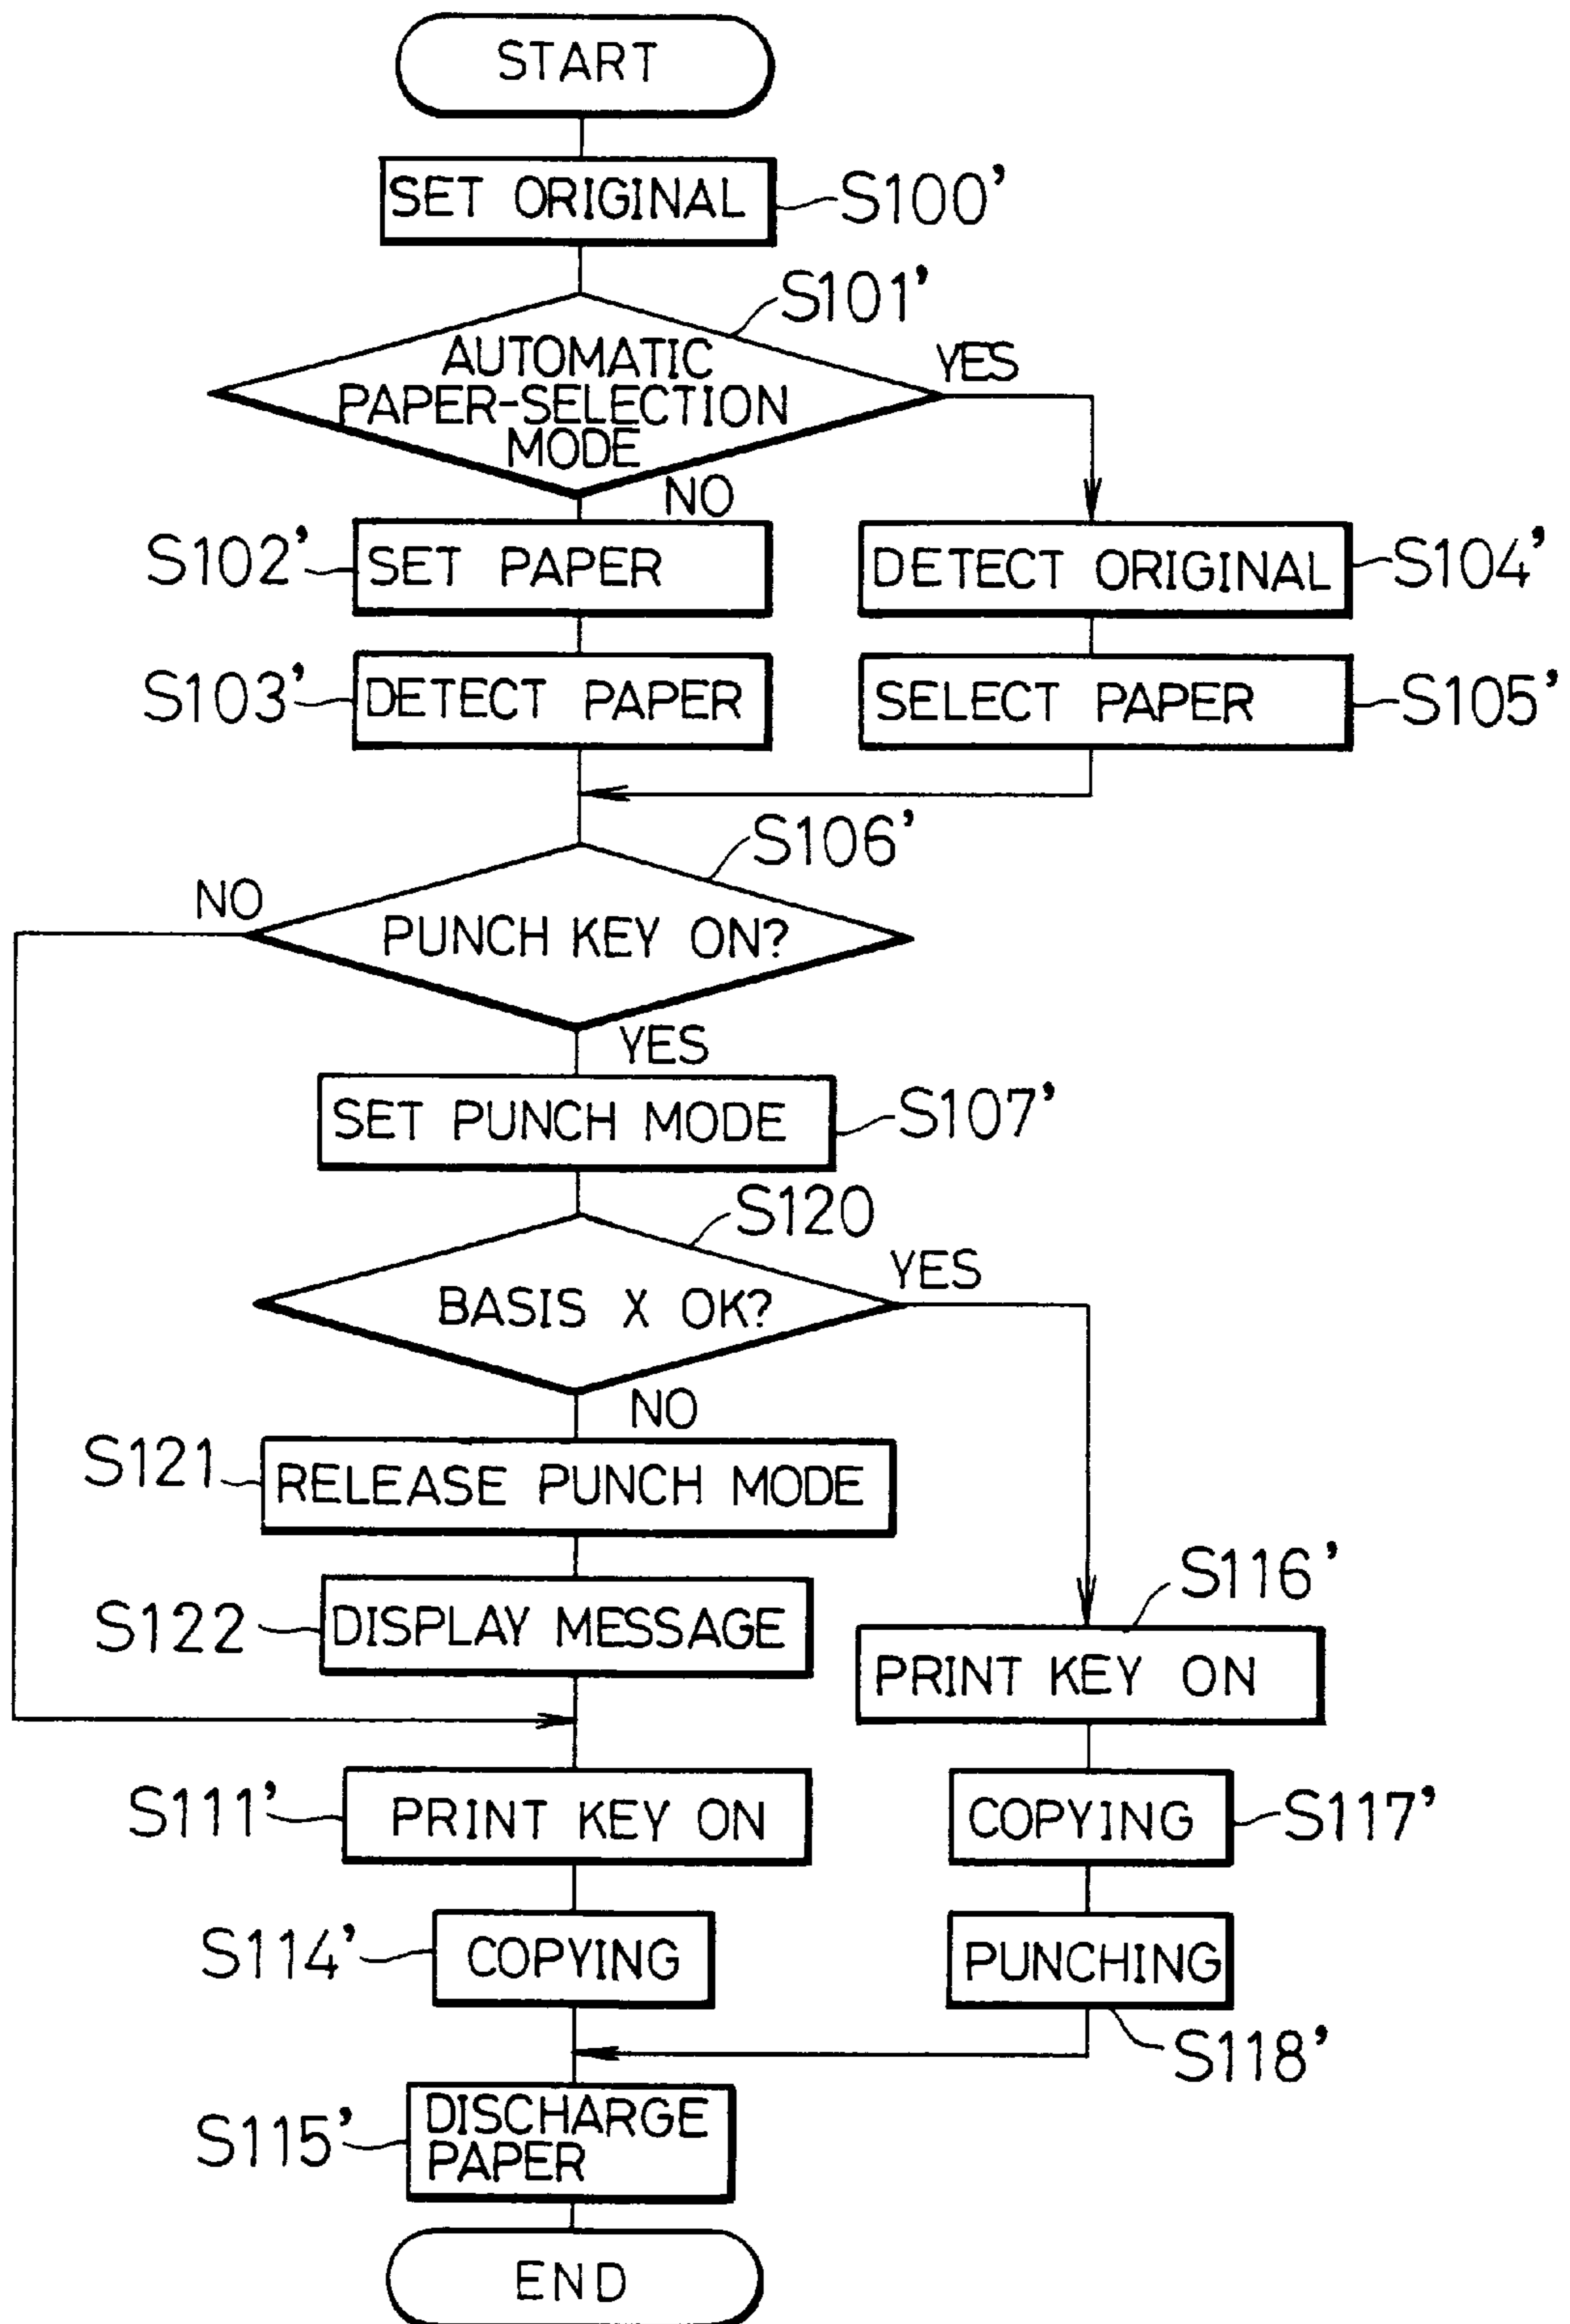 START
SET ORIGINAL
S100'
S101'
AUTOMATIC
PAPER-SELECTION
MODE
YES
NO
S102'
SET PAPER
DETECT ORIGINAL
S104'
S103'
DETECT PAPER
SELECT PAPER
S105'
S106'
NO
PUNCH KEY ON?
YES
SET PUNCH MODE
S107'
S120
YES
BASIS X OK?
NO
S121
RELEASE PUNCH MODE
S116'
S122
DISPLAY MESSAGE
PRINT KEY ON
S111'
PRINT KEY ON
COPYING
S117'
S114'
COPYING
PUNCHING
S118'
S115'
DISCHARGE
PAPER
END